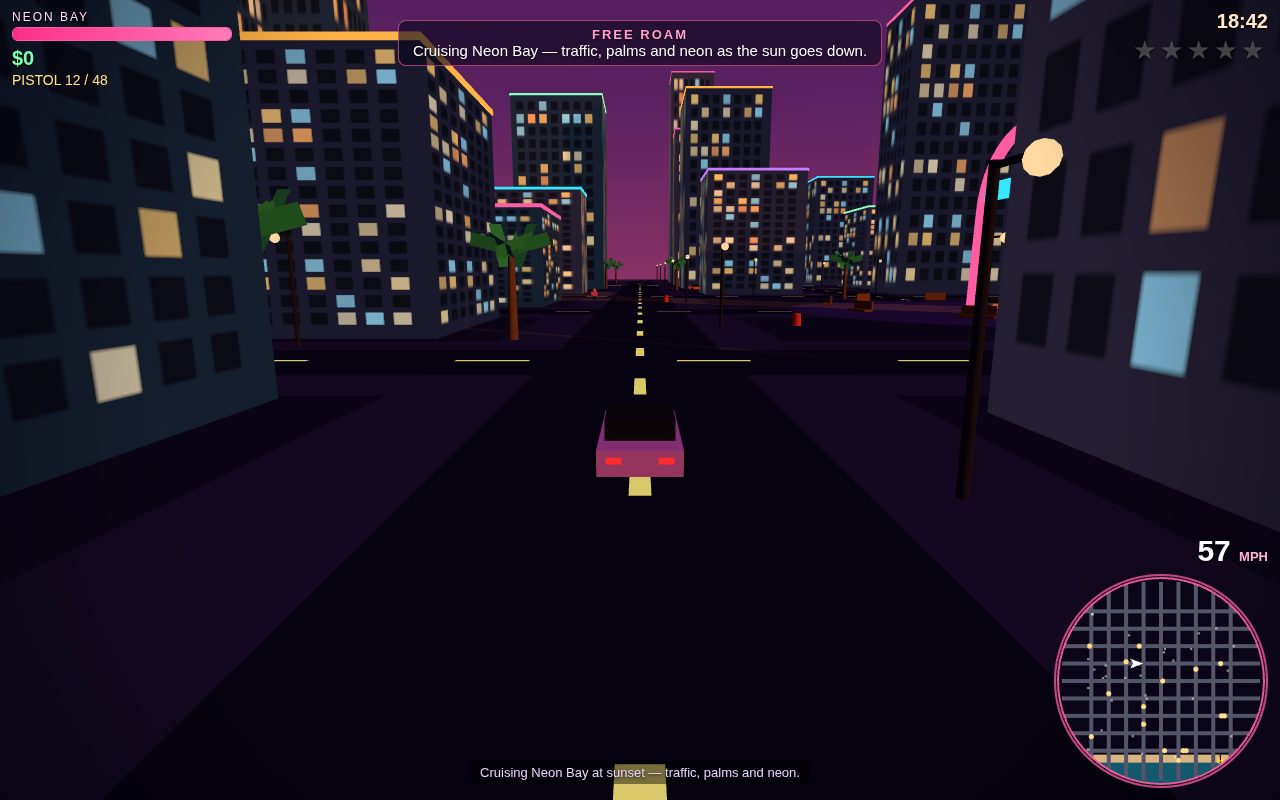 NEON BAY
$0
PISTOL 12 / 48
FREE ROAM
Cruising Neon Bay — traffic, palms and neon as the sun goes down.
18:42
57 MPH
Cruising Neon Bay at sunset — traffic, palms and neon.